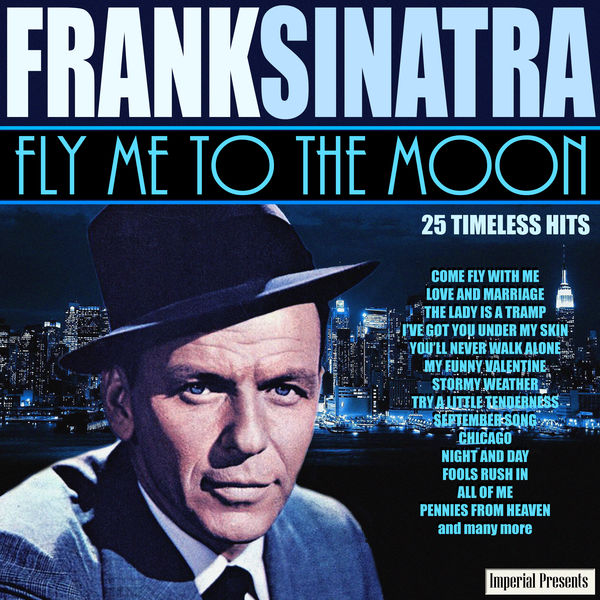 FRANKSINATRA
FLY ME TO THE MOON
25 TIMELESS HITS
COME FLY WITH ME
LOVE AND MARRIAGE
THE LADY IS A TRAMP
I'VE GOT YOU UNDER MY SKIN
YOU'LL NEVER WALK ALONE
MY FUNNY VALENTINE
STORMY WEATHER
TRY A LITTLE TENDERNESS
SEPTEMBER SONG
CHICAGO
NIGHT AND DAY
FOOLS RUSH IN
ALL OF ME
PENNIES FROM HEAVEN
and many more
Imperial Presents